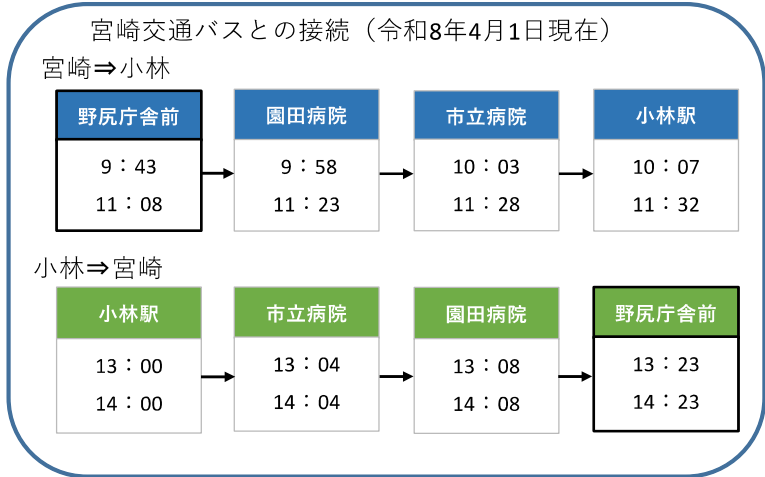 宮崎交通バスとの接続（令和8年4月1日現在）
宮崎⇒小林
野尻庁舎前 園田病院 市立病院 小林駅
9：43 9：58 10：03 10：07
11：08 11：23 11：28 11：32
小林⇒宮崎
小林駅 市立病院 園田病院 野尻庁舎前
13：00 13：04 13：08 13：23
14：00 14：04 14：08 14：23